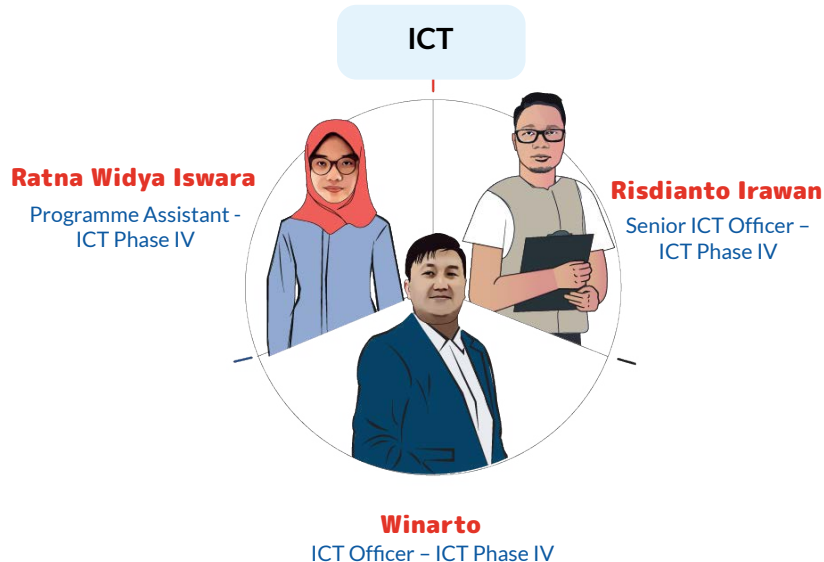 ICT
Ratna Widya Iswara
Programme Assistant -
ICT Phase IV
Risdianto Irawan
Senior ICT Officer –
ICT Phase IV
Winarto
ICT Officer – ICT Phase IV